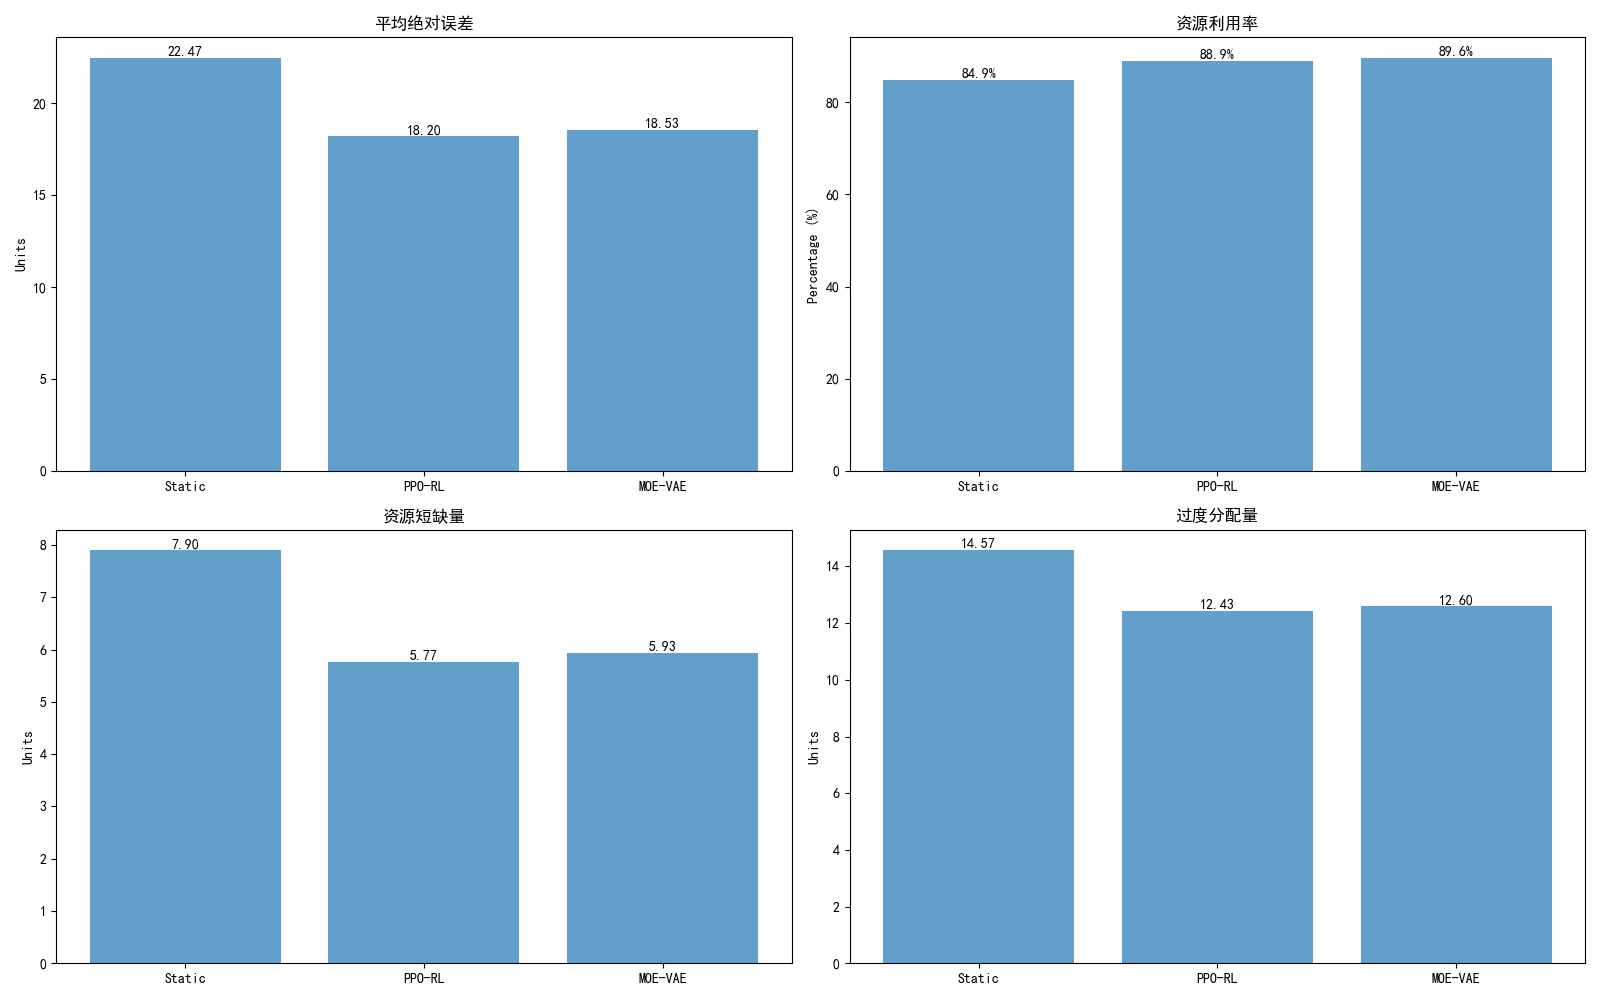 平均绝对误差
22.47
18.20
18.53
20
15
10
5
0
Units
Static
PPO-RL
MOE-VAE
资源利用率
84.9%
88.9%
89.6%
80
60
40
20
0
Percentage (%)
Static
PPO-RL
MOE-VAE
资源短缺量
7.90
5.77
5.93
8
7
6
5
4
3
2
1
0
Units
Static
PPO-RL
MOE-VAE
过度分配量
14.57
12.43
12.60
14
12
10
8
6
4
2
0
Units
Static
PPO-RL
MOE-VAE